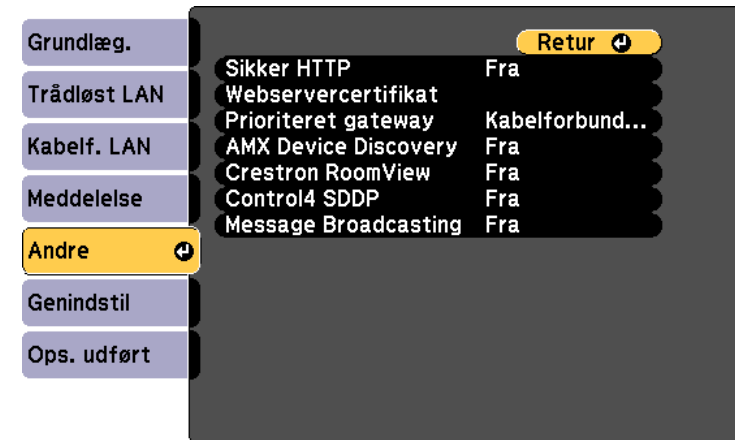 Grundlæg.
Trådløst LAN
Kabelf. LAN
Meddelelse
Andre
Genindstil
Ops. udført
Retur
Sikker HTTP Fra
Webservercertifikat
Prioriteret gateway Kabelforbund...
AMX Device Discovery Fra
Crestron RoomView Fra
Control4 SDDP Fra
Message Broadcasting Fra